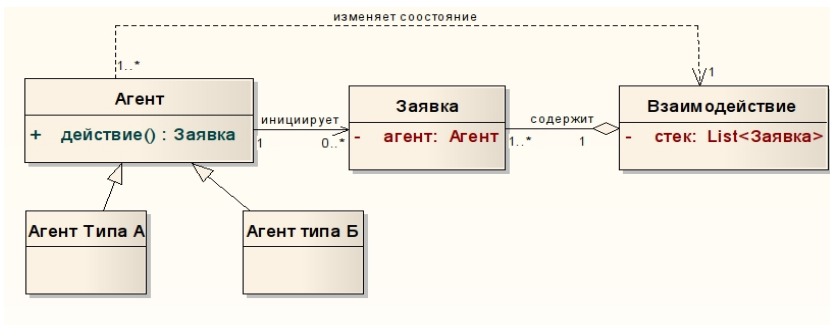 изменяет соостояние
1..*
1
Агент
+ действие() : Заявка
инициирует
1
0..*
Заявка
- агент: Агент
содержит
1..*
1
Взаимодействие
- стек: List<Заявка>
Агент Типа А
Агент типа Б